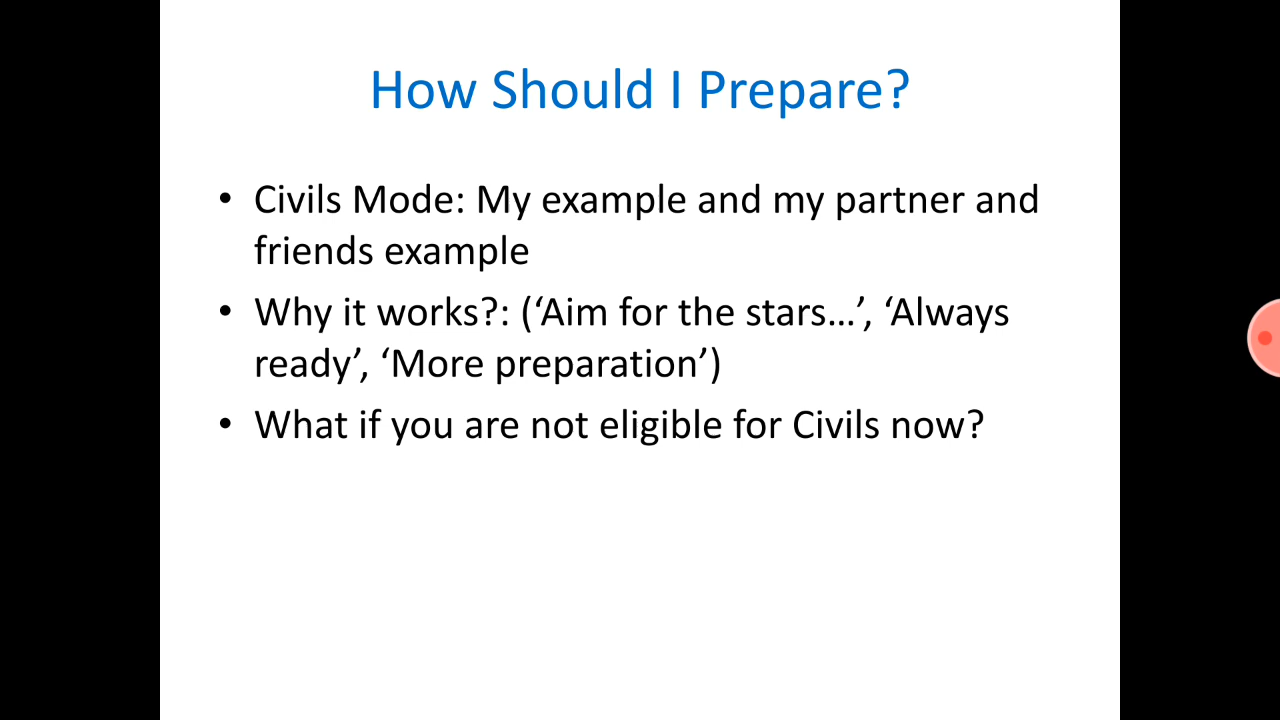 How Should I Prepare?
• Civils Mode: My example and my partner and
friends example
• Why it works?: (‘Aim for the stars…’, ‘Always
ready’, ‘More preparation’)
• What if you are not eligible for Civils now?